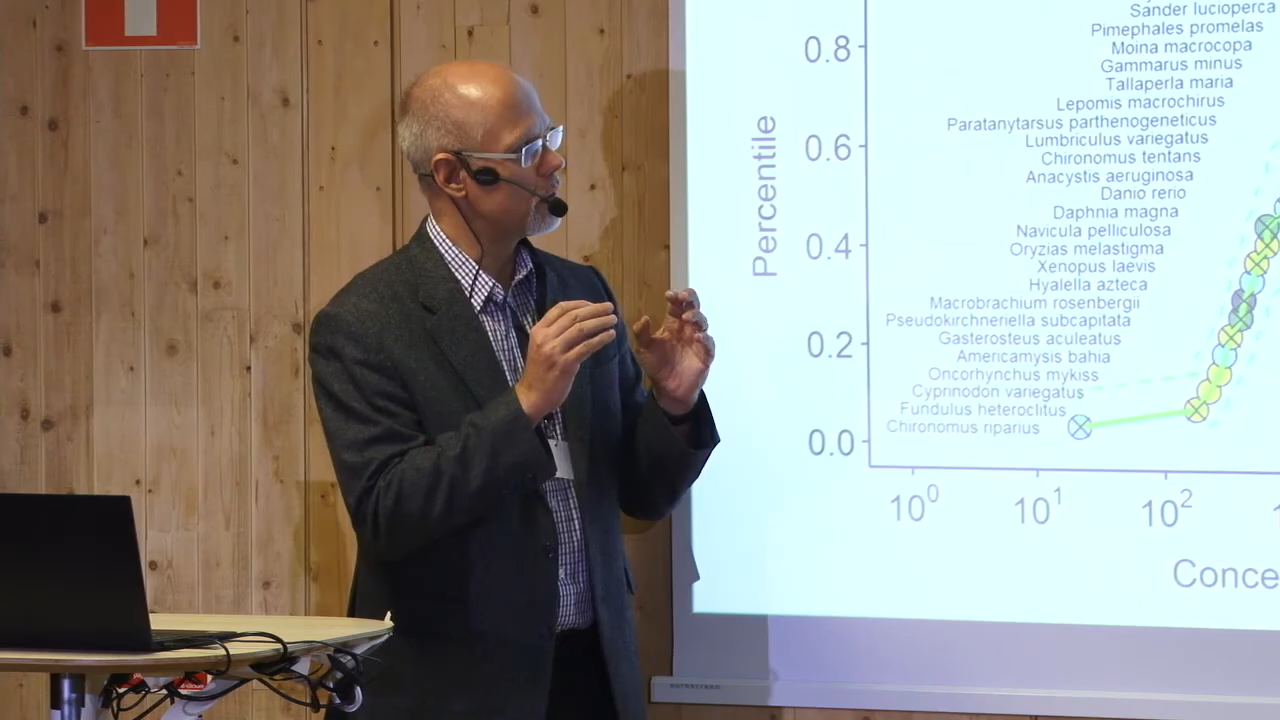 Sander lucioperca
Pimephales promelas
Moina macrocopa
Gammarus minus
Tallaperla maria
Lepomis macrochirus
Paratanytarsus parthenogeneticus
Lumbriculus variegatus
Chironomus tentans
Anacystis aeruginosa
Danio rerio
Daphnia magna
Navicula pelliculosa
Oryzias melastigma
Xenopus laevis
Hyalella azteca
Macrobrachium rosenbergii
Pseudokirchneriella subcapitata
Gasterosteus aculeatus
Americamysis bahia
Oncorhynchus mykiss
Cyprinodon variegatus
Fundulus heteroclitus
Chironomus riparius
Percentile
0.8
0.6
0.4
0.2
0.0
10⁰ 10¹ 10² 1
Conce